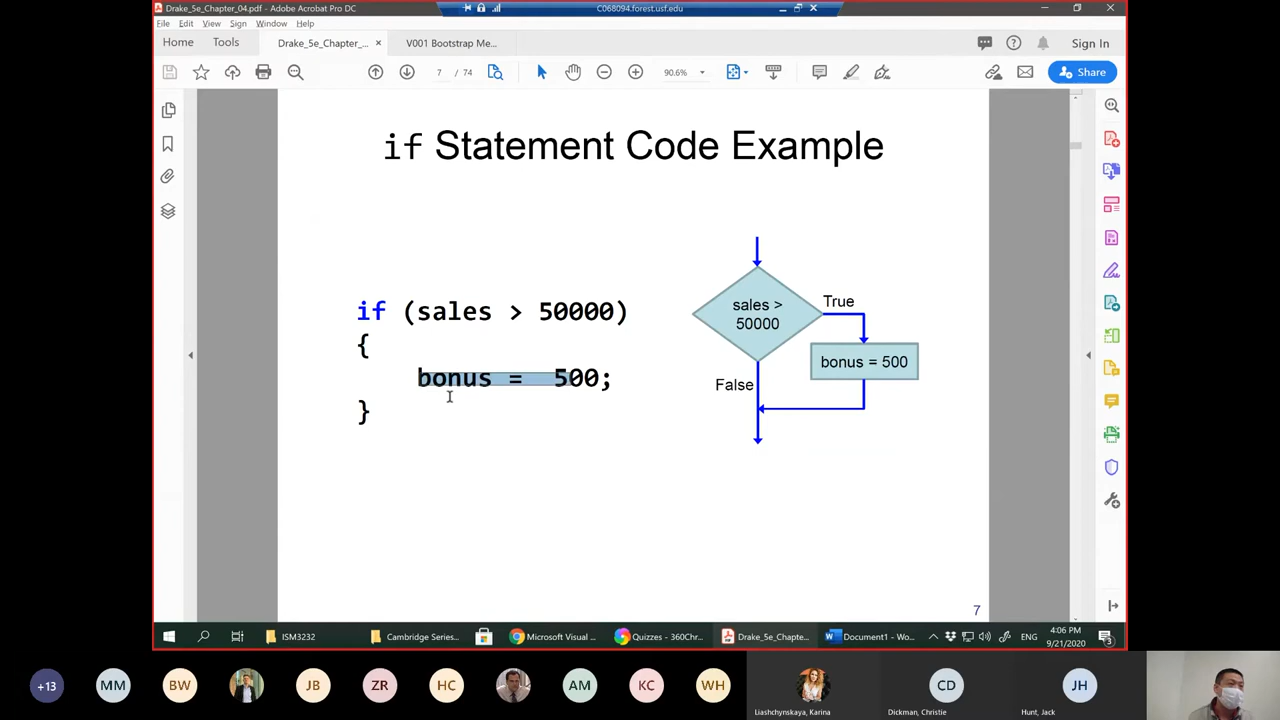 Drake_5e_Chapter_04.pdf - Adobe Acrobat Pro DC
C068094.forest.usf.edu
File Edit View Sign Window Help
Home Tools Drake_5e_Chapter_... × V001 Bootstrap Me...
Sign In
7 / 74
90.6%
Share
if Statement Code Example
if (sales > 50000)
{
bonus = 500;
}
sales >
50000
True
bonus = 500
False
7
ISM3232
Cambridge Series...
Microsoft Visual ...
Quizzes - 360Chr...
Drake_5e_Chapte...
Document1 - Wo...
ENG
4:06 PM
9/21/2020
3
+13 MM BW JB ZR HC AM KC WH CD JH
Liashchynskaya, Karina
Dickman, Christie
Hunt, Jack